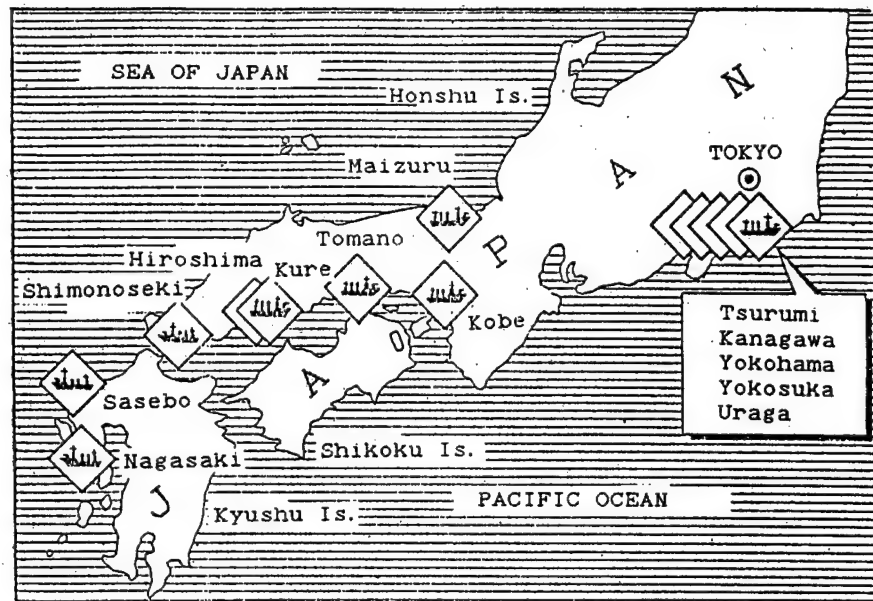 SEA OF JAPAN
Honshu Is.
N
Maizuru
TOKYO
A
Tomano
P
Hiroshima
Kure
Shimonoseki
Kobe
Tsurumi
Kanagawa
Yokohama
Yokosuka
Uraga
A
Sasebo
Shikoku Is.
Nagasaki
PACIFIC OCEAN
J
Kyushu Is.